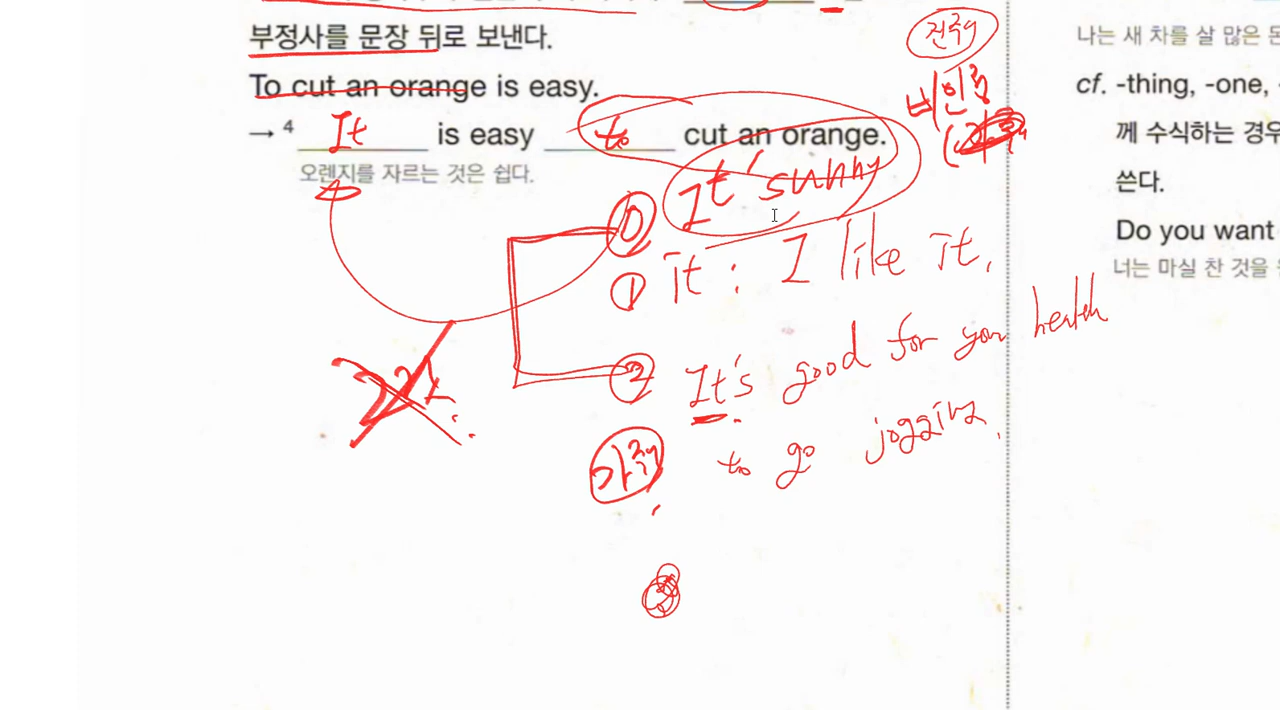 부정사를 문장 뒤로 보낸다.
To cut an orange is easy.
→ 4 It is easy to cut an orange.
오렌지를 자르는 것은 쉽다.
진주어
비인칭
⓪ It's sunny
① it : I like it.
② It's good for your health
to go jogging.
가주어
나는 새 차를 살 많은 돈
cf. -thing, -one,
께 수식하는 경우
쓴다.
Do you want
너는 마실 찬 것을